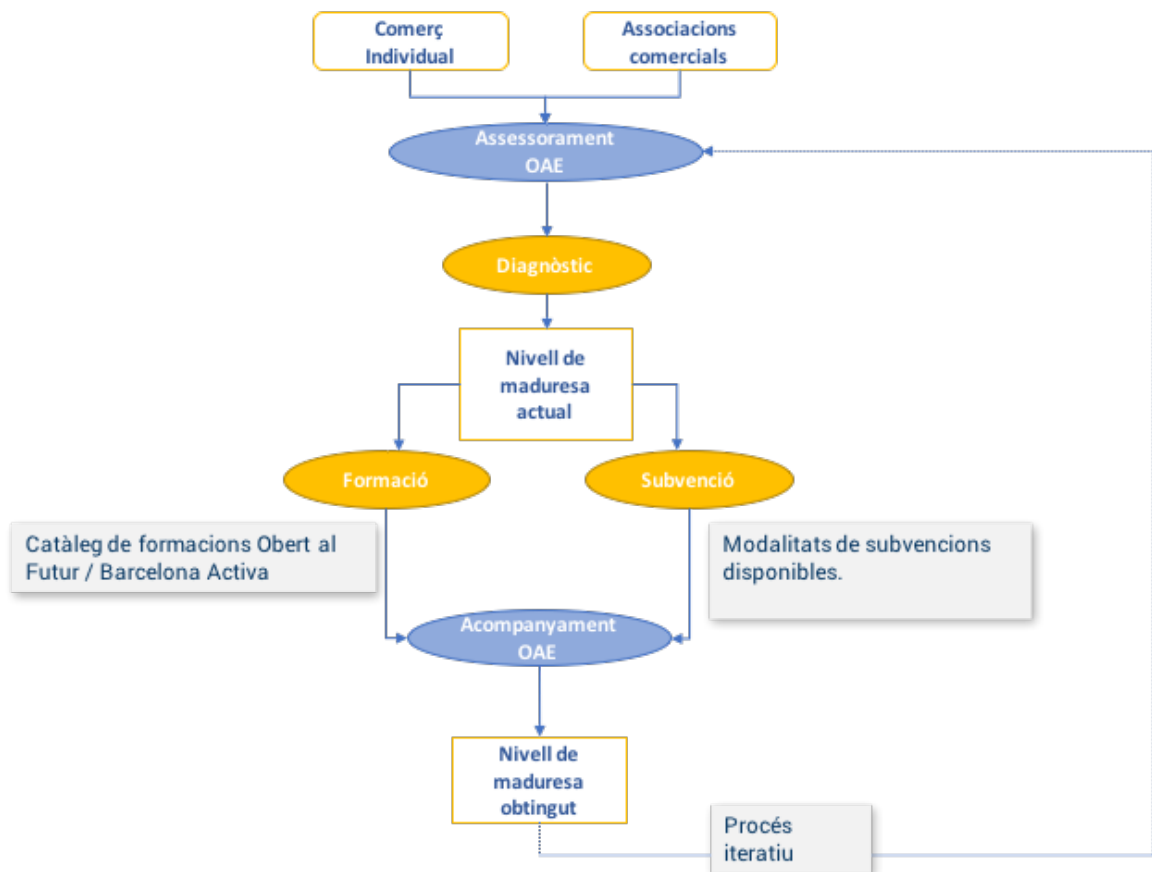 Comerç
Individual
Associacions
comercials
Assessorament
OAE
Diagnòstic
Nivell de
maduresa
actual
Formació
Subvenció
Catàleg de formacions Obert al
Futur / Barcelona Activa
Modalitats de subvencions
disponibles.
Acompanyament
OAE
Nivell de
maduresa
obtingut
Procés
iteratiu